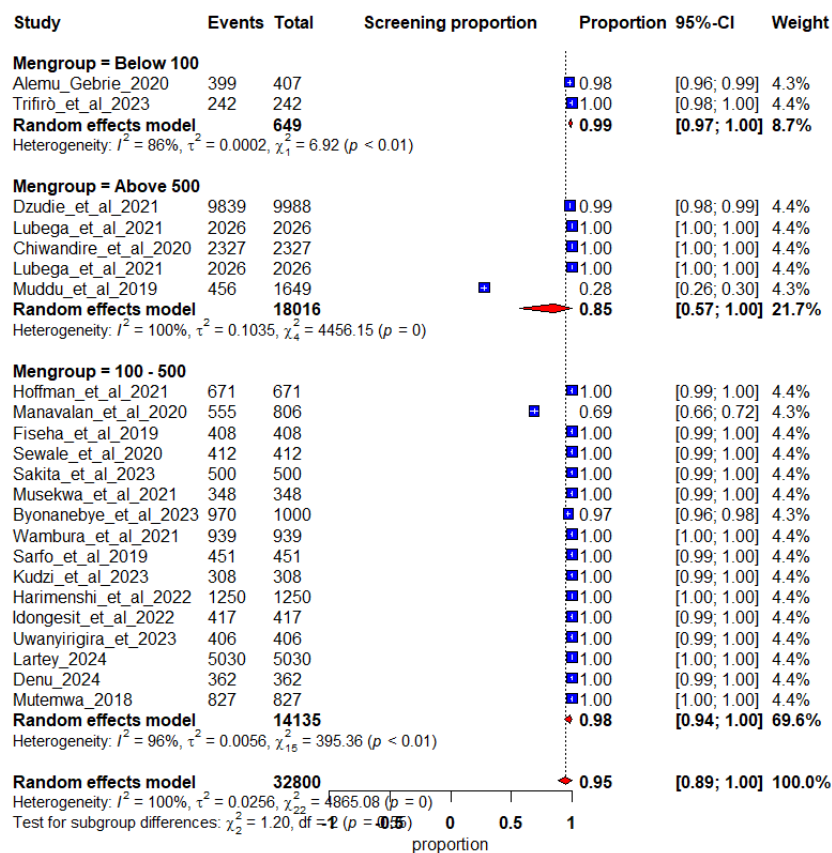 Study Events Total Screening proportion Proportion 95%-CI Weight
Mengroup = Below 100
Alemu_Gebrie_2020 399 407 0.98 [0.96; 0.99] 4.3%
Trifirò_et_al_2023 242 242 1.00 [0.98; 1.00] 4.4%
Random effects model 649 0.99 [0.97; 1.00] 8.7%
Heterogeneity: I² = 86%, τ² = 0.0002, χ²₁ = 6.92 (p < 0.01)
Mengroup = Above 500
Dzudie_et_al_2021 9839 9988 0.99 [0.98; 0.99] 4.4%
Lubega_et_al_2021 2026 2026 1.00 [1.00; 1.00] 4.4%
Chiwandire_et_al_2020 2327 2327 1.00 [1.00; 1.00] 4.4%
Lubega_et_al_2021 2026 2026 1.00 [1.00; 1.00] 4.4%
Muddu_et_al_2019 456 1649 0.28 [0.26; 0.30] 4.3%
Random effects model 18016 0.85 [0.57; 1.00] 21.7%
Heterogeneity: I² = 100%, τ² = 0.1035, χ²₄ = 4456.15 (p = 0)
Mengroup = 100 - 500
Hoffman_et_al_2021 671 671 1.00 [0.99; 1.00] 4.4%
Manavalan_et_al_2020 555 806 0.69 [0.66; 0.72] 4.3%
Fiseha_et_al_2019 408 408 1.00 [0.99; 1.00] 4.4%
Sewale_et_al_2020 412 412 1.00 [0.99; 1.00] 4.4%
Sakita_et_al_2023 500 500 1.00 [0.99; 1.00] 4.4%
Musekwa_et_al_2021 348 348 1.00 [0.99; 1.00] 4.4%
Byonanebye_et_al_2023 970 1000 0.97 [0.96; 0.98] 4.3%
Wambura_et_al_2021 939 939 1.00 [1.00; 1.00] 4.4%
Sarfo_et_al_2019 451 451 1.00 [0.99; 1.00] 4.4%
Kudzi_et_al_2023 308 308 1.00 [0.99; 1.00] 4.4%
Harimenshi_et_al_2022 1250 1250 1.00 [1.00; 1.00] 4.4%
Idongesit_et_al_2022 417 417 1.00 [0.99; 1.00] 4.4%
Uwanyirigira_et_2023 406 406 1.00 [0.99; 1.00] 4.4%
Lartey_2024 5030 5030 1.00 [1.00; 1.00] 4.4%
Denu_2024 362 362 1.00 [0.99; 1.00] 4.4%
Mutemwa_2018 827 827 1.00 [1.00; 1.00] 4.4%
Random effects model 14135 0.98 [0.94; 1.00] 69.6%
Heterogeneity: I² = 96%, τ² = 0.0056, χ²₁₅ = 395.36 (p < 0.01)
Random effects model 32800 0.95 [0.89; 1.00] 100.0%
Heterogeneity: I² = 100%, τ² = 0.0256, χ²₂₂ = 4865.08 (p = 0)
Test for subgroup differences: χ²₂ = 1.20, df = 2 (p = 0.55)
-1 -0.5 0 0.5 1
proportion